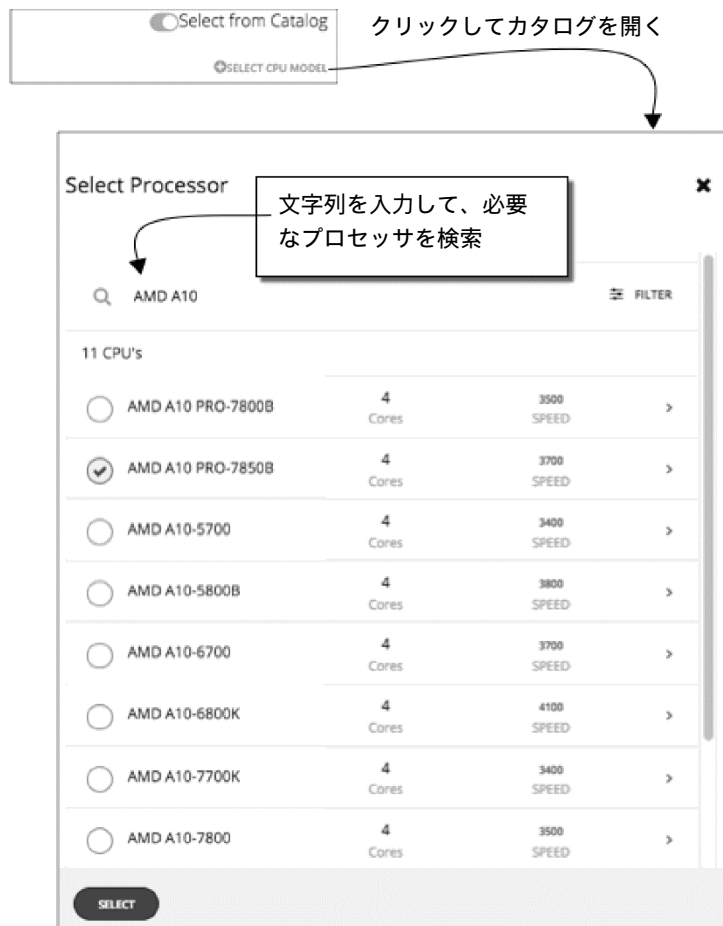 Select from Catalog
クリックしてカタログを開く
SELECT CPU MODEL
Select Processor
文字列を入力して、必要
なプロセッサを検索
AMD A10
FILTER
11 CPU's
AMD A10 PRO-7800B
4
Cores
3500
SPEED
AMD A10 PRO-7850B
4
Cores
3700
SPEED
AMD A10-5700
4
Cores
3400
SPEED
AMD A10-5800B
4
Cores
3800
SPEED
AMD A10-6700
4
Cores
3700
SPEED
AMD A10-6800K
4
Cores
4100
SPEED
AMD A10-7700K
4
Cores
3400
SPEED
AMD A10-7800
4
Cores
3500
SPEED
SELECT